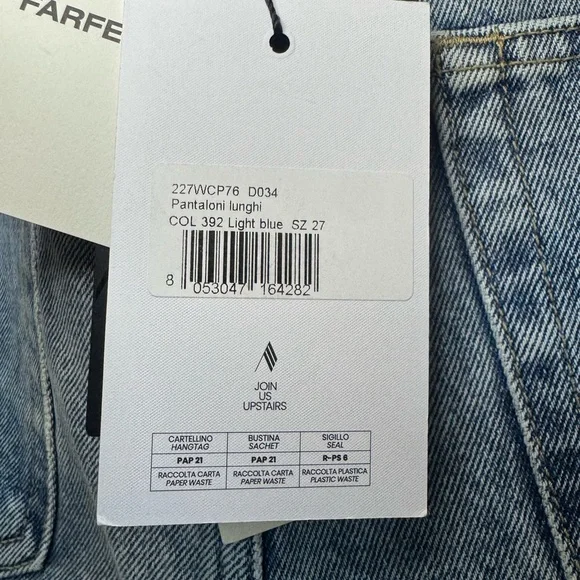 FARFE
227WCP76 D034
Pantaloni lunghi
COL 392 Light blue SZ 27
8 053047 164282
JOIN
US
UPSTAIRS
CARTELLINO BUSTINA SIGILLO
HANGTAG SACHET SEAL
PAP 21 PAP 21 R-PS 6
RACCOLTA CARTA RACCOLTA CARTA RACCOLTA PLASTICA
PAPER WASTE PAPER WASTE PLASTIC WASTE